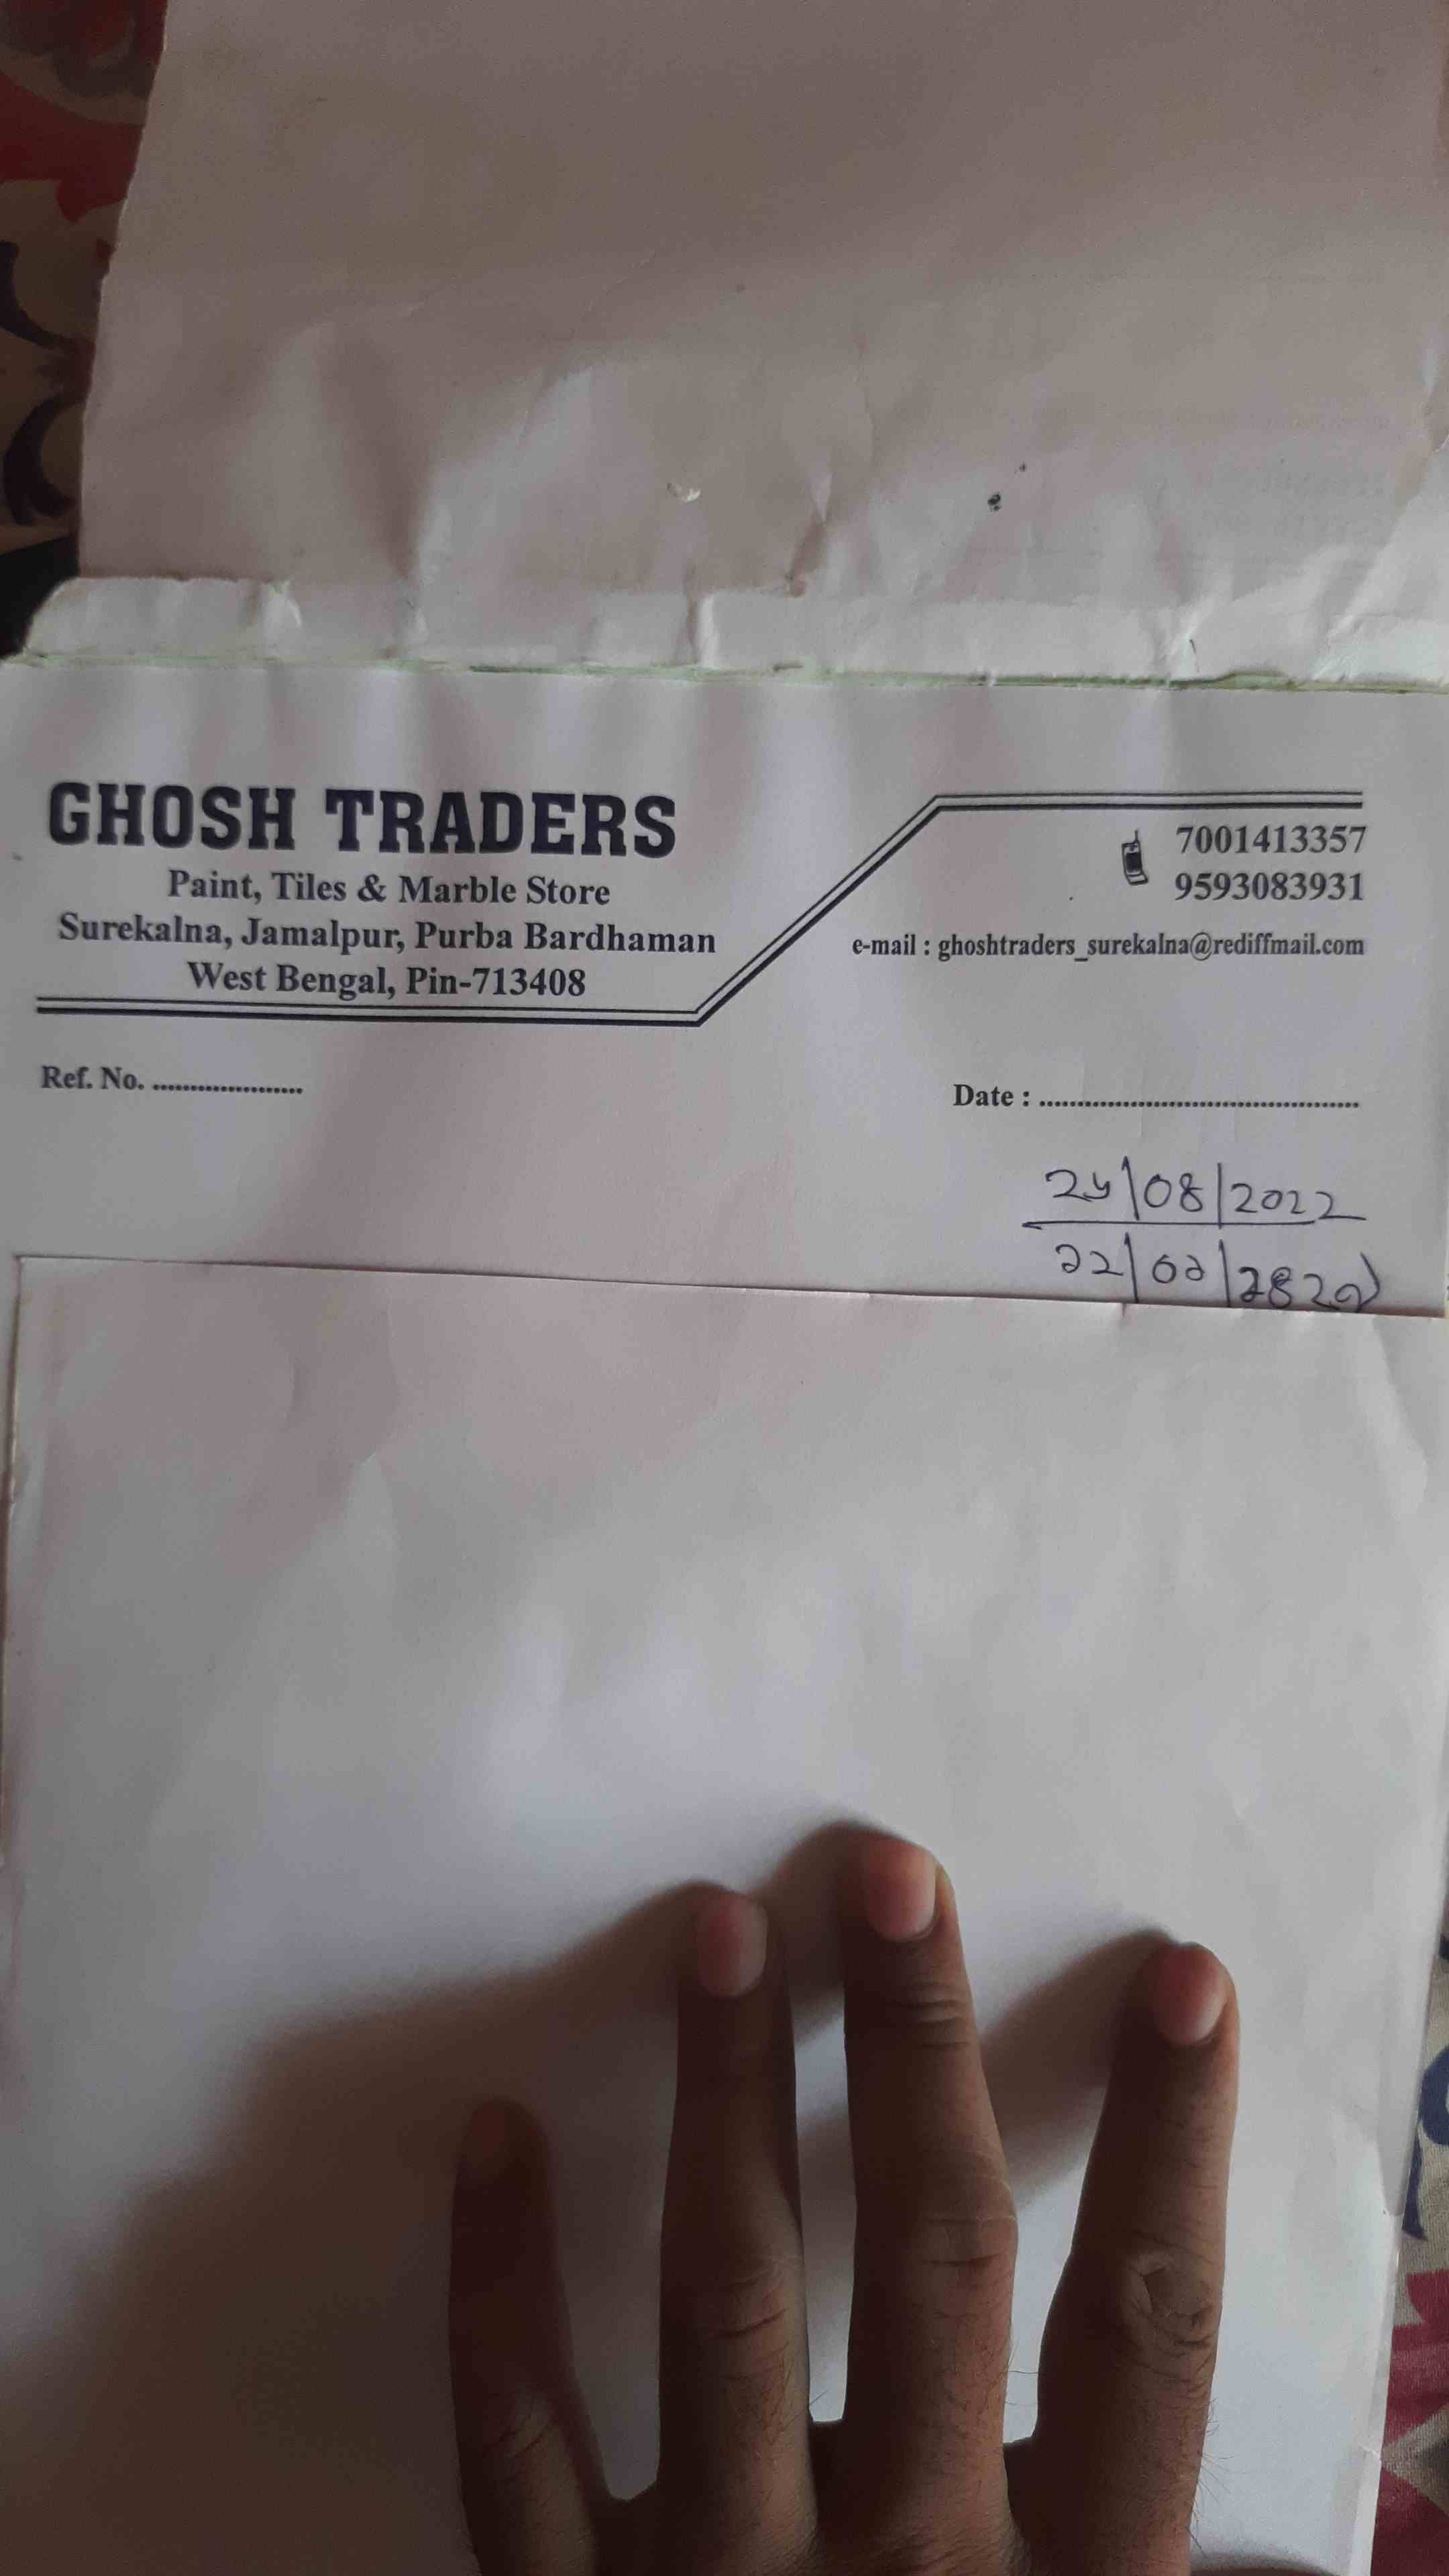 GHOSH TRADERS
Paint, Tiles & Marble Store
Surekalna, Jamalpur, Purba Bardhaman
West Bengal, Pin-713408
7001413357
9593083931
e-mail : ghoshtraders_surekalna@rediffmail.com
Ref. No. ....................
Date : ...........................................
/08/2022